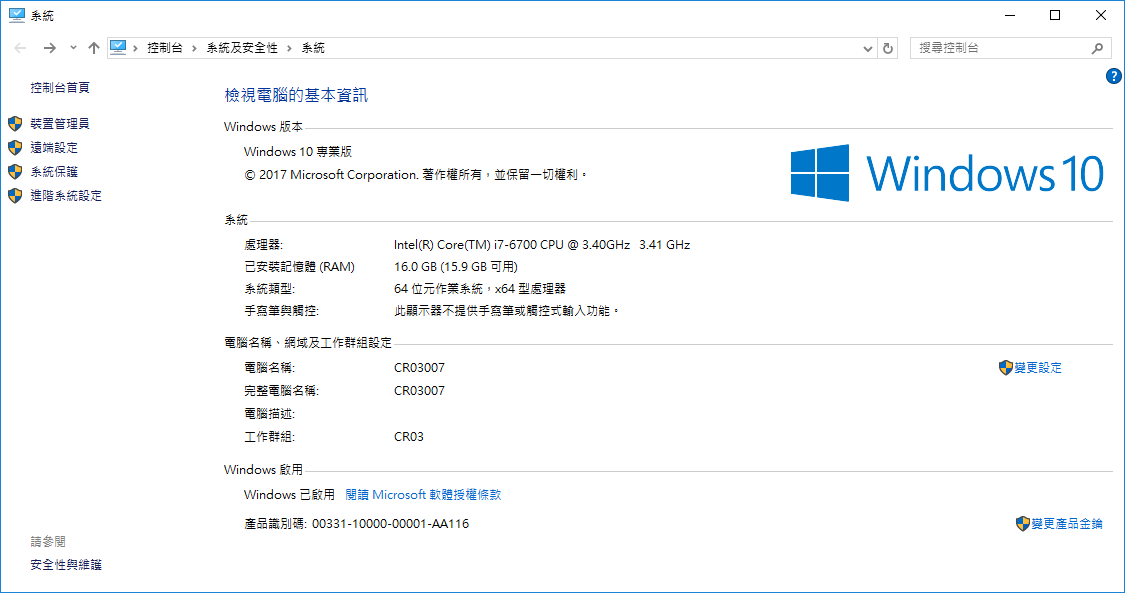 系統
控制台 › 系統及安全性 › 系統
搜尋控制台
?
控制台首頁
裝置管理員
遠端設定
系統保護
進階系統設定
檢視電腦的基本資訊
Windows 版本
Windows 10 專業版
© 2017 Microsoft Corporation. 著作權所有，並保留一切權利。
Windows 10
系統
處理器: Intel(R) Core(TM) i7-6700 CPU @ 3.40GHz 3.41 GHz
已安裝記憶體 (RAM) 16.0 GB (15.9 GB 可用)
系統類型: 64 位元作業系統，x64 型處理器
手寫筆與觸控: 此顯示器不提供手寫筆或觸控式輸入功能。
電腦名稱、網域及工作群組設定
電腦名稱: CR03007 變更設定
完整電腦名稱: CR03007
電腦描述:
工作群組: CR03
Windows 啟用
Windows 已啟用 閱讀 Microsoft 軟體授權條款
產品識別碼: 00331-10000-00001-AA116 變更產品金鑰
請參閱
安全性與維護